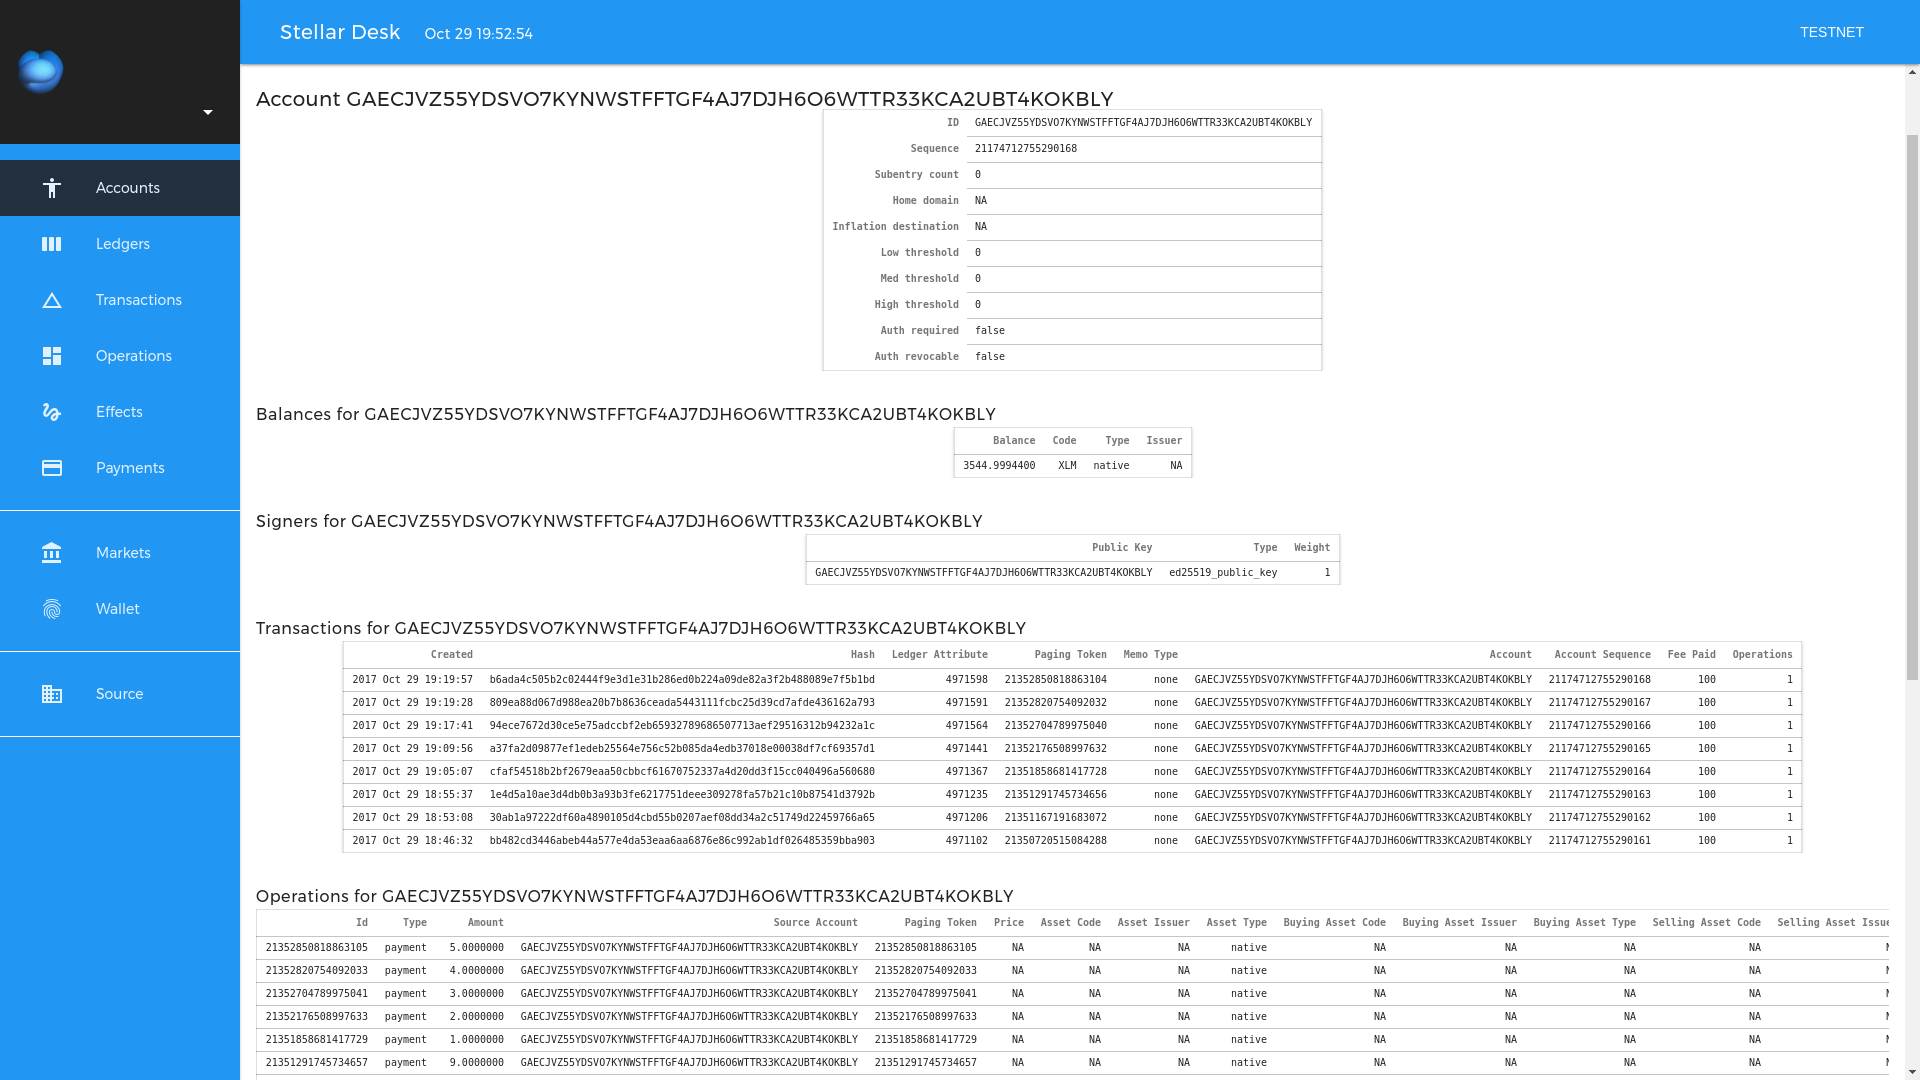 Stellar Desk Oct 29 19:52:54 TESTNET
Accounts
Ledgers
Transactions
Operations
Effects
Payments
Markets
Wallet
Source
Account GAECJVZ55YDSVO7KYNWSTFFTGF4AJ7DJH6O6WTTR33KCA2UBT4KOKBLY
ID GAECJVZ55YDSVO7KYNWSTFFTGF4AJ7DJH6O6WTTR33KCA2UBT4KOKBLY
Sequence 21174712755290168
Subentry count 0
Home domain NA
Inflation destination NA
Low threshold 0
Med threshold 0
High threshold 0
Auth required false
Auth revocable false
Balances for GAECJVZ55YDSVO7KYNWSTFFTGF4AJ7DJH6O6WTTR33KCA2UBT4KOKBLY
Balance Code Type Issuer
3544.9994400 XLM native NA
Signers for GAECJVZ55YDSVO7KYNWSTFFTGF4AJ7DJH6O6WTTR33KCA2UBT4KOKBLY
Public Key Type Weight
GAECJVZ55YDSVO7KYNWSTFFTGF4AJ7DJH6O6WTTR33KCA2UBT4KOKBLY ed25519_public_key 1
Transactions for GAECJVZ55YDSVO7KYNWSTFFTGF4AJ7DJH6O6WTTR33KCA2UBT4KOKBLY
Created Hash Ledger Attribute Paging Token Memo Type Account Account Sequence Fee Paid Operations
2017 Oct 29 19:19:57 b6ada4c505b2c02444f9e3d1e31b286ed0b224a09de82a3f2b488089e7f5b1bd 4971598 21352850818863104 none GAECJVZ55YDSVO7KYNWSTFFTGF4AJ7DJH6O6WTTR33KCA2UBT4KOKBLY 21174712755290168 100 1
2017 Oct 29 19:19:28 809ea88d067d988ea20b7b8636ceada5443111fcbc25d39cd7afde436162a793 4971591 21352820754092032 none GAECJVZ55YDSVO7KYNWSTFFTGF4AJ7DJH6O6WTTR33KCA2UBT4KOKBLY 21174712755290167 100 1
2017 Oct 29 19:17:41 94ece7672d30ce5e75adccbf2eb65932789686507713aef29516312b94232a1c 4971564 21352704789975040 none GAECJVZ55YDSVO7KYNWSTFFTGF4AJ7DJH6O6WTTR33KCA2UBT4KOKBLY 21174712755290166 100 1
2017 Oct 29 19:09:56 a37fa2d09877ef1edeb25564e756c52b085da4edb37018e00038df7cf69357d1 4971441 21352176508997632 none GAECJVZ55YDSVO7KYNWSTFFTGF4AJ7DJH6O6WTTR33KCA2UBT4KOKBLY 21174712755290165 100 1
2017 Oct 29 19:05:07 cfaf54518b2bf2679eaa50cbbcf61670752337a4d20dd3f15cc040496a560680 4971367 21351858681417728 none GAECJVZ55YDSVO7KYNWSTFFTGF4AJ7DJH6O6WTTR33KCA2UBT4KOKBLY 21174712755290164 100 1
2017 Oct 29 18:55:37 1e4d5a10ae3d4db0b3a93b3fe6217751deee309278fa57b21c10b87541d3792b 4971235 21351291745734656 none GAECJVZ55YDSVO7KYNWSTFFTGF4AJ7DJH6O6WTTR33KCA2UBT4KOKBLY 21174712755290163 100 1
2017 Oct 29 18:53:08 30ab1a97222df60a4890105d4cbd55b0207aef08dd34a2c51749d22459766a65 4971206 21351167191683072 none GAECJVZ55YDSVO7KYNWSTFFTGF4AJ7DJH6O6WTTR33KCA2UBT4KOKBLY 21174712755290162 100 1
2017 Oct 29 18:46:32 bb482cd3446abeb44a577e4da53eaa6aa6876e86c992ab1df026485359bba903 4971102 21350720515084288 none GAECJVZ55YDSVO7KYNWSTFFTGF4AJ7DJH6O6WTTR33KCA2UBT4KOKBLY 21174712755290161 100 1
Operations for GAECJVZ55YDSVO7KYNWSTFFTGF4AJ7DJH6O6WTTR33KCA2UBT4KOKBLY
Id Type Amount Source Account Paging Token Price Asset Code Asset Issuer Asset Type Buying Asset Code Buying Asset Issuer Buying Asset Type Selling Asset Code Selling Asset
21352850818863105 payment 5.0000000 GAECJVZ55YDSVO7KYNWSTFFTGF4AJ7DJH6O6WTTR33KCA2UBT4KOKBLY 21352850818863105 NA NA NA native NA NA NA NA
21352820754092033 payment 4.0000000 GAECJVZ55YDSVO7KYNWSTFFTGF4AJ7DJH6O6WTTR33KCA2UBT4KOKBLY 21352820754092033 NA NA NA native NA NA NA NA
21352704789975041 payment 3.0000000 GAECJVZ55YDSVO7KYNWSTFFTGF4AJ7DJH6O6WTTR33KCA2UBT4KOKBLY 21352704789975041 NA NA NA native NA NA NA NA
21352176508997633 payment 2.0000000 GAECJVZ55YDSVO7KYNWSTFFTGF4AJ7DJH6O6WTTR33KCA2UBT4KOKBLY 21352176508997633 NA NA NA native NA NA NA NA
21351858681417729 payment 1.0000000 GAECJVZ55YDSVO7KYNWSTFFTGF4AJ7DJH6O6WTTR33KCA2UBT4KOKBLY 21351858681417729 NA NA NA native NA NA NA NA
21351291745734657 payment 9.0000000 GAECJVZ55YDSVO7KYNWSTFFTGF4AJ7DJH6O6WTTR33KCA2UBT4KOKBLY 21351291745734657 NA NA NA native NA NA NA NA